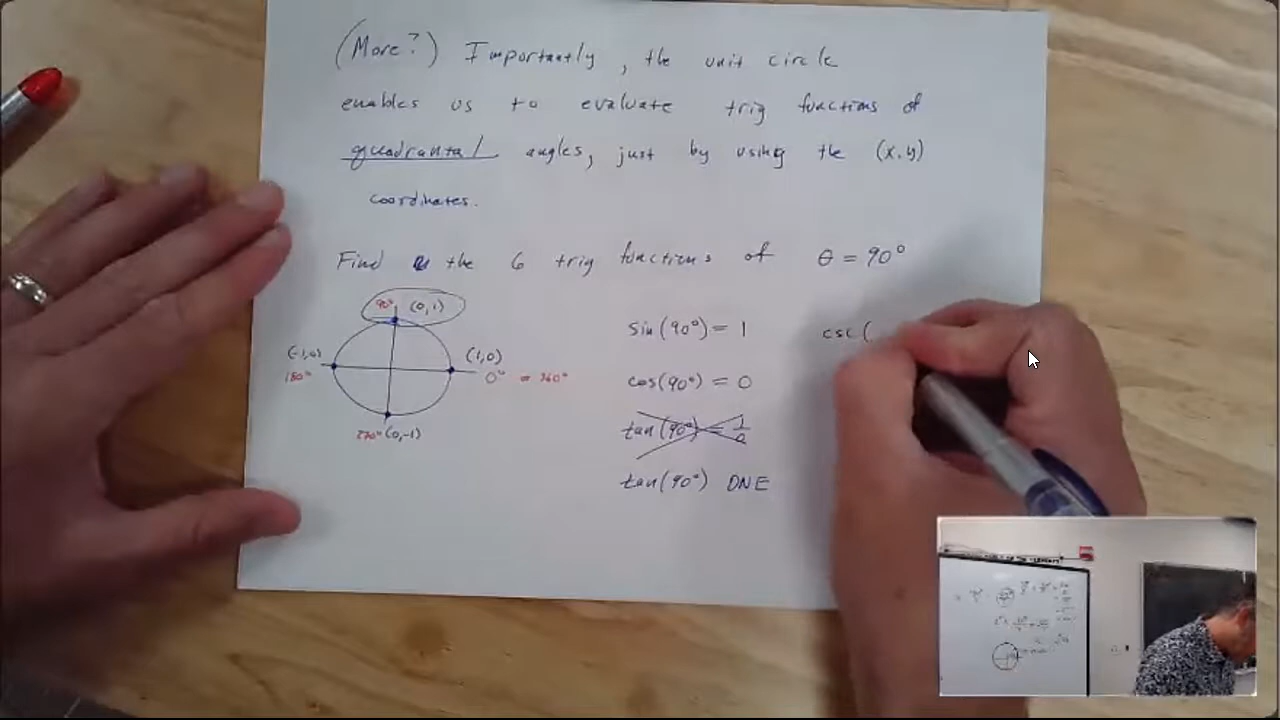 (More?) Importantly, the unit circle
enables us to evaluate trig functions of
quadrantal angles, just by using the (x,y)
coordinates.
Find the 6 trig functions of θ = 90°
90° (0,1)
(-1,0)
180°
(1,0)
0° or 360°
270° (0,-1)
sin(90°) = 1
cos(90°) = 0
tan(90°) = 1/0
tan(90°) DNE
csc(